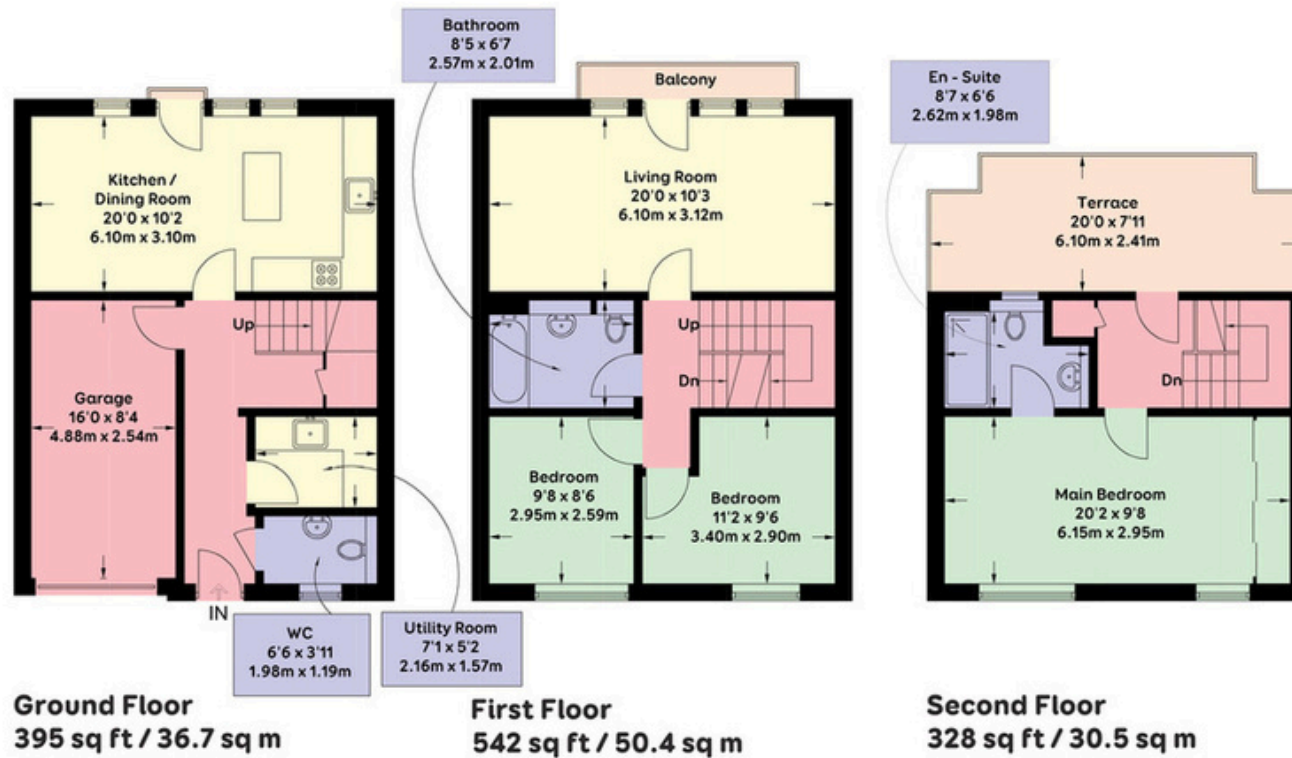 Bathroom
8'5 x 6'7
2.57m x 2.01m
Balcony
En - Suite
8'7 x 6'6
2.62m x 1.98m
Kitchen /
Dining Room
20'0 x 10'2
6.10m x 3.10m
Living Room
20'0 x 10'3
6.10m x 3.12m
Terrace
20'0 x 7'11
6.10m x 2.41m
Up
Garage
16'0 x 8'4
4.88m x 2.54m
Up
Dn
Dn
Bedroom
9'8 x 8'6
2.95m x 2.59m
Bedroom
11'2 x 9'6
3.40m x 2.90m
Main Bedroom
20'2 x 9'8
6.15m x 2.95m
IN
WC
6'6 x 3'11
1.98m x 1.19m
Utility Room
7'1 x 5'2
2.16m x 1.57m
Ground Floor
395 sq ft / 36.7 sq m
First Floor
542 sq ft / 50.4 sq m
Second Floor
328 sq ft / 30.5 sq m